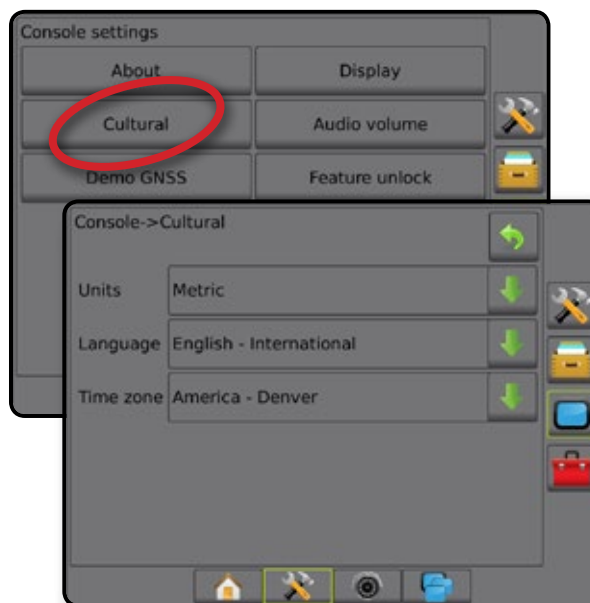 Console settings
About
Display
Cultural
Audio volume
Demo GNSS
Feature unlock
Console->Cultural
Units
Metric
Language
English - International
Time zone
America - Denver